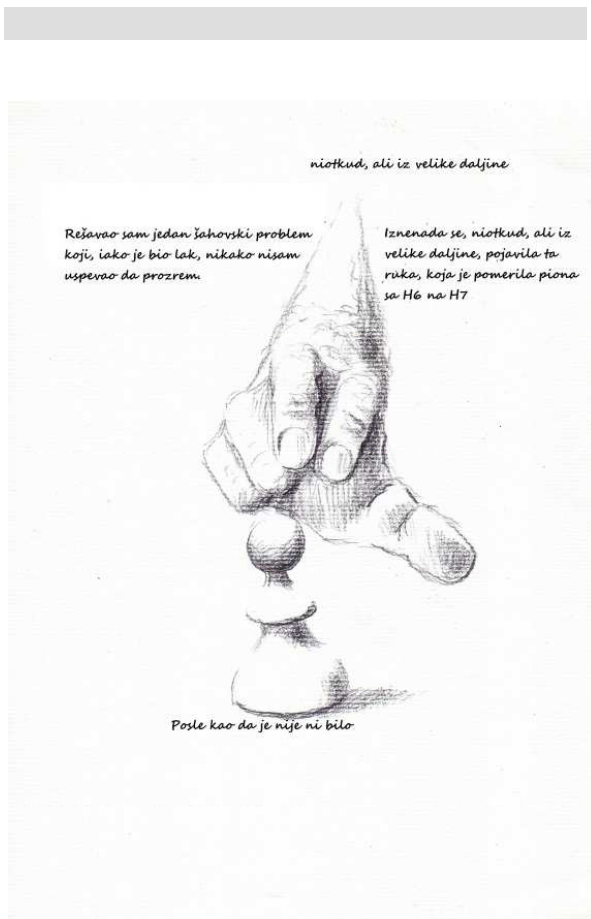 niotkud, ali iz velike daljine
Rešavao sam jedan šahovski problem
koji, iako je bio lak, nikako nisam
uspevao da prozrem.
Iznenada se, niotkud, ali iz
velike daljine, pojavila ta
ruka, koja je pomerila piona
sa H6 na H7
Posle kao da je nije ni bilo